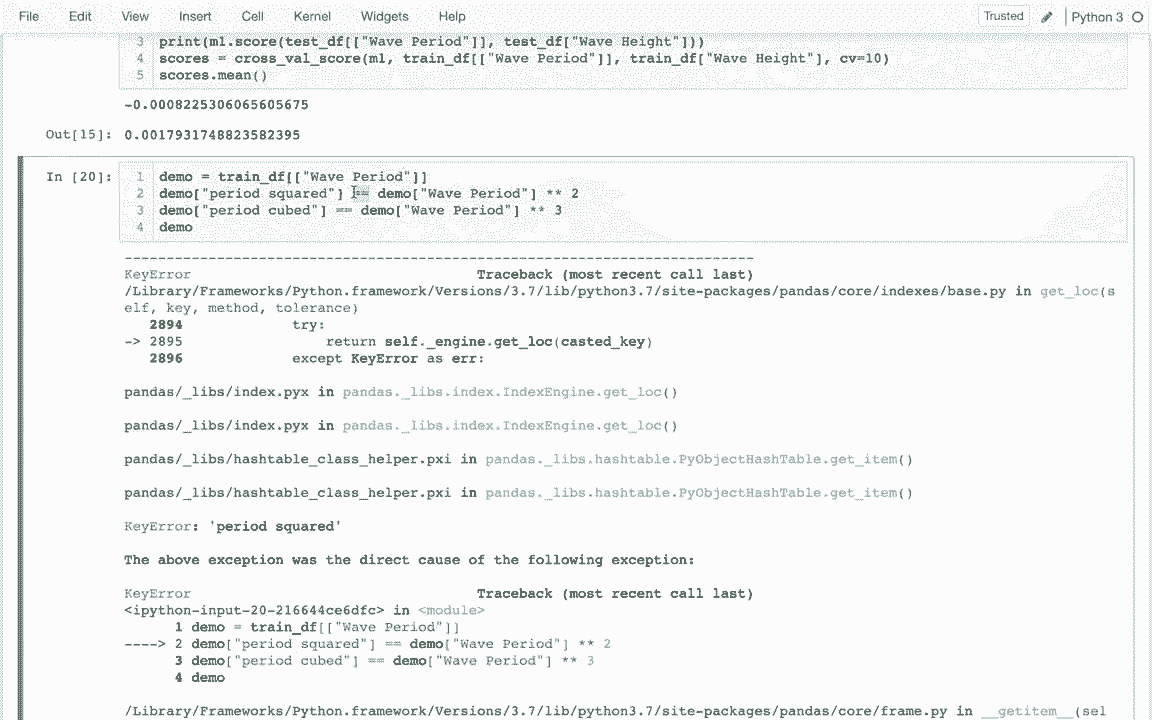 File Edit View Insert Cell Kernel Widgets Help Trusted Python 3
3 print(m1.score(test_df[["Wave Period"]], test_df["Wave Height"]))
4 scores = cross_val_score(ml, train_df[["Wave Period"]], train_df["Wave Height"], cv=10)
5 scores.mean()
-0.0008225306065605675
Out[15]: 0.0017931748823582395
In [20]: 1 demo = train_df[["Wave Period"]]
2 demo["period squared"] == demo["Wave Period"] ** 2
3 demo["period cubed"] == demo["Wave Period"] ** 3
4 demo
---------------------------------------------------------------------------
KeyError Traceback (most recent call last)
/Library/Frameworks/Python.framework/Versions/3.7/lib/python3.7/site-packages/pandas/core/indexes/base.py in get_loc(s
elf, key, method, tolerance)
2894 try:
-> 2895 return self._engine.get_loc(casted_key)
2896 except KeyError as err:
pandas/_libs/index.pyx in pandas._libs.index.IndexEngine.get_loc()
pandas/_libs/index.pyx in pandas._libs.index.IndexEngine.get_loc()
pandas/_libs/hashtable_class_helper.pxi in pandas._libs.hashtable.PyObjectHashTable.get_item()
pandas/_libs/hashtable_class_helper.pxi in pandas._libs.hashtable.PyObjectHashTable.get_item()
KeyError: 'period squared'
The above exception was the direct cause of the following exception:
KeyError Traceback (most recent call last)
<ipython-input-20-216644ce6dfc> in <module>
1 demo = train_df[["Wave Period"]]
----> 2 demo["period squared"] == demo["Wave Period"] ** 2
3 demo["period cubed"] == demo["Wave Period"] ** 3
4 demo
/Library/Frameworks/Python.framework/Versions/3.7/lib/python3.7/site-packages/pandas/core/frame.py in __getitem__(sel